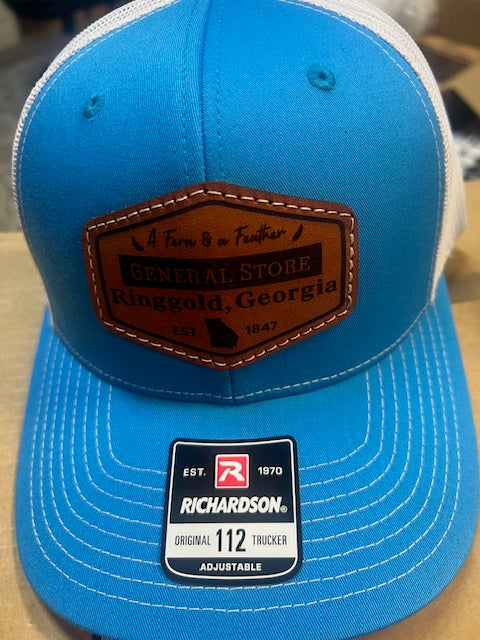 A Fern & a Feather
GENERAL STORE
Ringgold, Georgia
EST. 1847
EST. R 1970
RICHARDSON®
ORIGINAL 112 TRUCKER
ADJUSTABLE